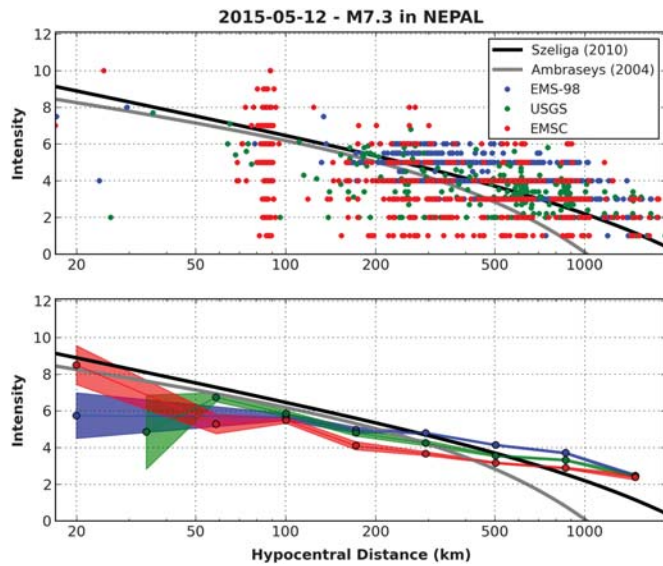 2015-05-12 - M7.3 in NEPAL
12
10
8
6
4
2
0
Intensity
20
50
100
200
500
1000
Szeliga (2010)
Ambraseys (2004)
EMS-98
USGS
EMSC
12
10
8
6
4
2
0
Intensity
20
50
100
200
500
1000
Hypocentral Distance (km)